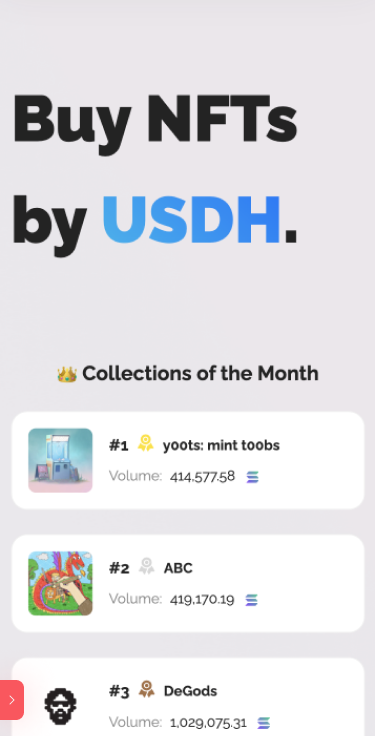 Buy NFTs
by USDH.
👑 Collections of the Month
#1 y00ts: mint t00bs
Volume: 414,577.58
#2 ABC
Volume: 419,170.19
#3 DeGods
Volume: 1,029,075.31